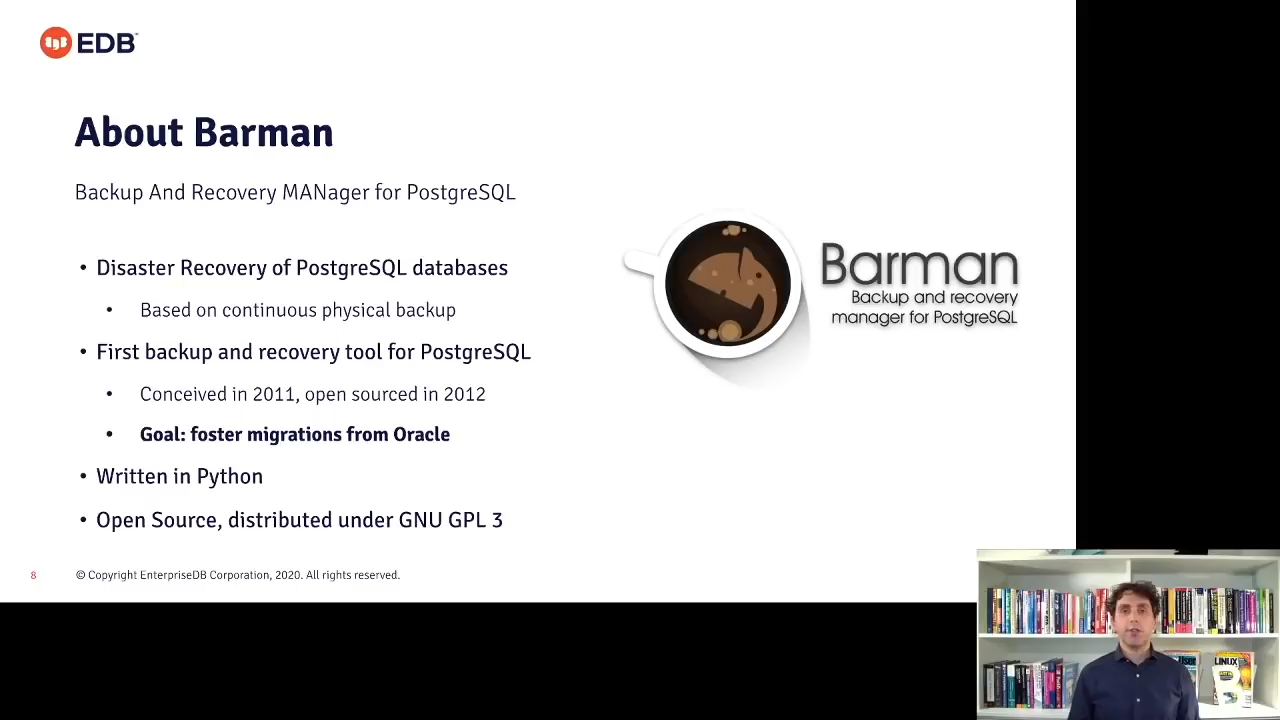 EDB
About Barman
Backup And Recovery MANager for PostgreSQL
• Disaster Recovery of PostgreSQL databases
• Based on continuous physical backup
• First backup and recovery tool for PostgreSQL
• Conceived in 2011, open sourced in 2012
• Goal: foster migrations from Oracle
• Written in Python
• Open Source, distributed under GNU GPL 3
Barman
Backup and recovery
manager for PostgreSQL
8 © Copyright EnterpriseDB Corporation, 2020. All rights reserved.
LINUX